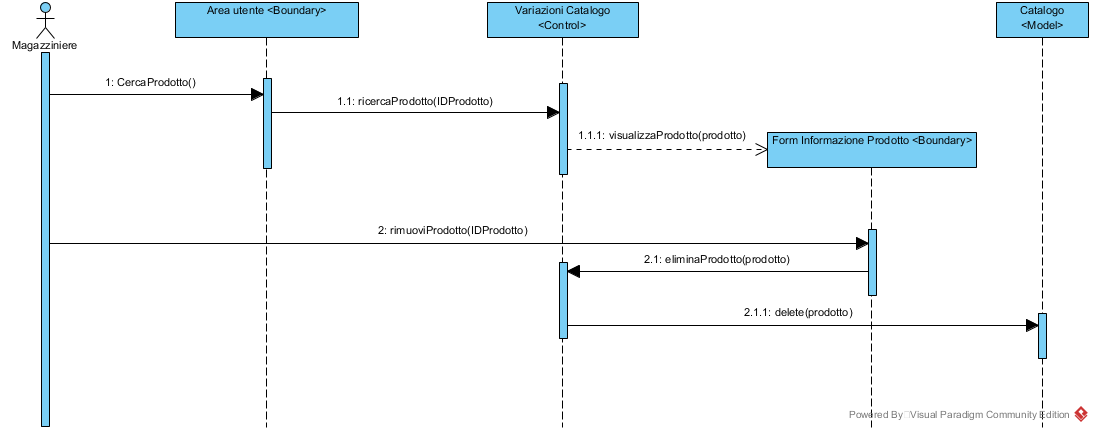 Area utente <Boundary>
Variazioni Catalogo
<Control>
Catalogo
<Model>
Magazziniere
1: CercaProdotto()
1.1: ricercaProdotto(IDProdotto)
1.1.1: visualizzaProdotto(prodotto)
Form Informazione Prodotto <Boundary>
2: rimuoviProdotto(IDProdotto)
2.1: eliminaProdotto(prodotto)
2.1.1: delete(prodotto)
Powered By Visual Paradigm Community Edition